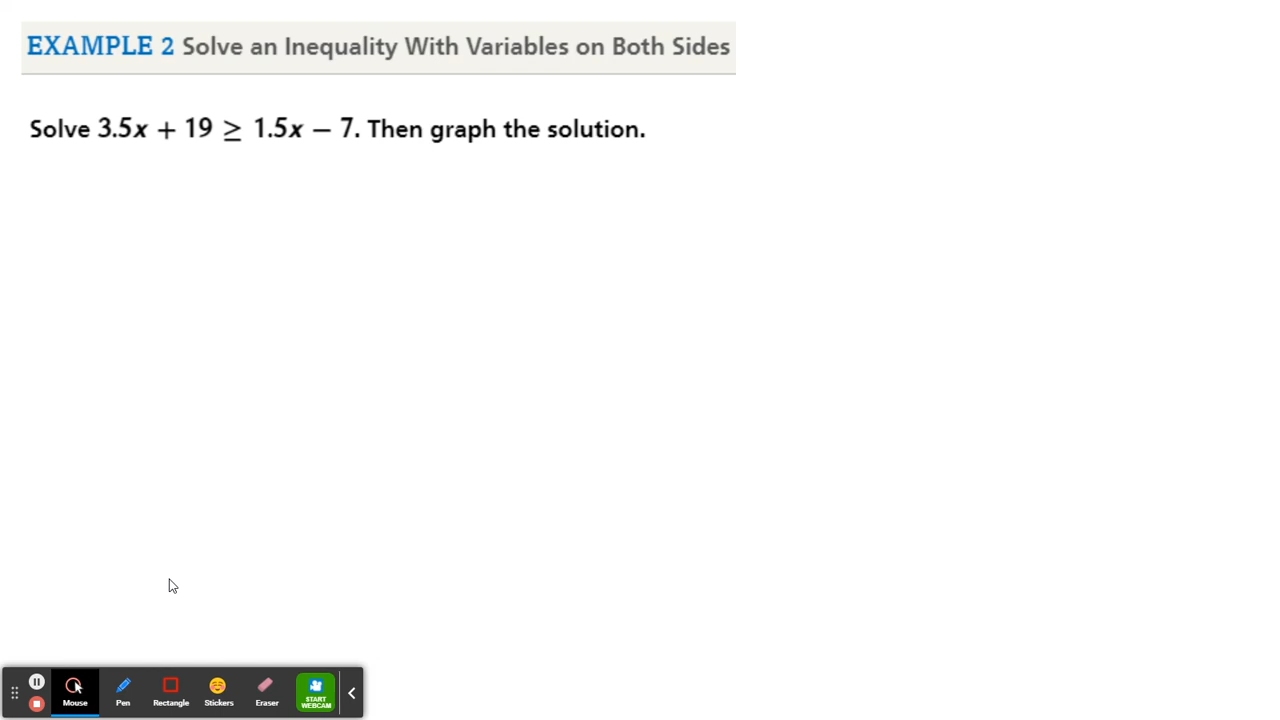 EXAMPLE 2 Solve an Inequality With Variables on Both Sides
Solve 3.5x + 19 ≥ 1.5x − 7. Then graph the solution.
Mouse Pen Rectangle Stickers Eraser START WEBCAM